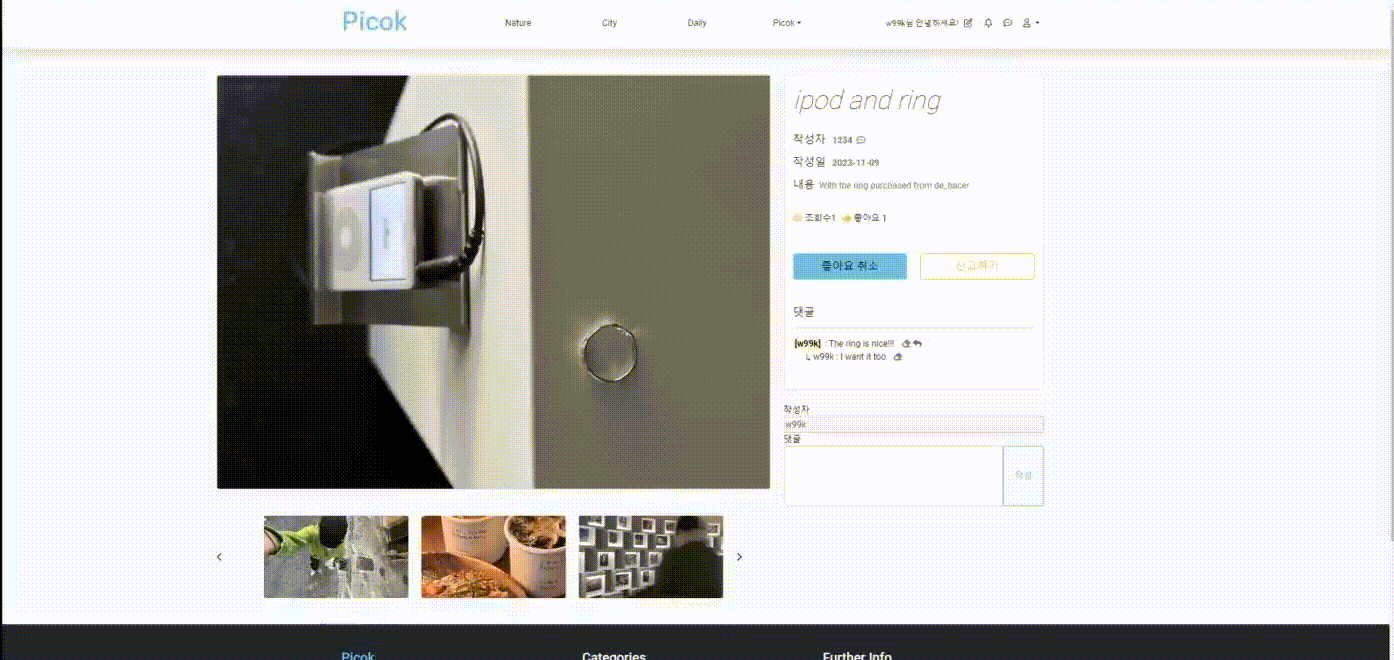 Picok
Nature
City
Daily
Picok
w99k님 안녕하세요!
ipod and ring
작성자 1234
작성일 2023-11-09
내용 With the ring purchased from de_bacer
조회수1 좋아요 1
좋아요 취소
신고하기
댓글
[w99k] : The ring is nice!!!
↳ w99k : I want it too
작성자
w99k
댓글
작성
Picok
Categories
Further Info